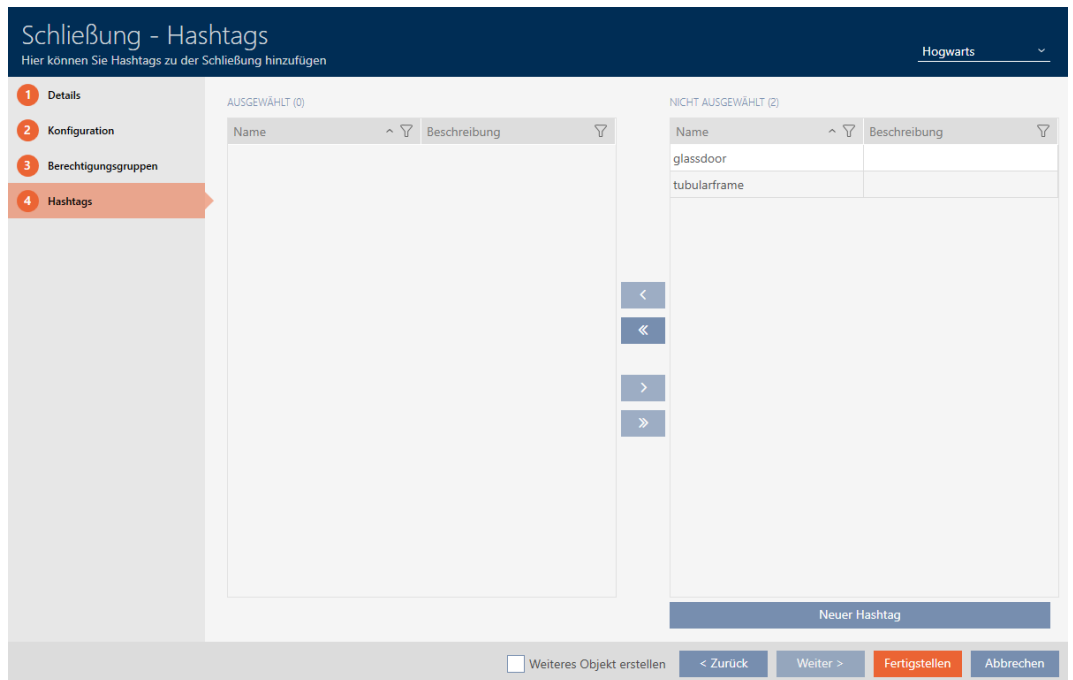 Schließung - Hashtags
Hier können Sie Hashtags zu der Schließung hinzufügen
Hogwarts
1 Details
2 Konfiguration
3 Berechtigungsgruppen
4 Hashtags
AUSGEWÄHLT (0)
Name Beschreibung
NICHT AUSGEWÄHLT (2)
Name Beschreibung
glassdoor
tubularframe
Neuer Hashtag
Weiteres Objekt erstellen
< Zurück
Weiter >
Fertigstellen
Abbrechen